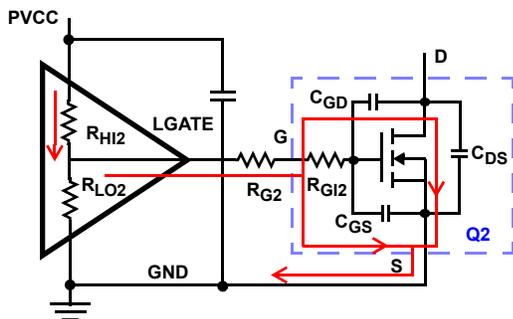 PVCC
D
C_GD
R_HI2
LGATE
G
C_DS
R_LO2
R_G2
R_GI2
C_GS
Q2
GND
S